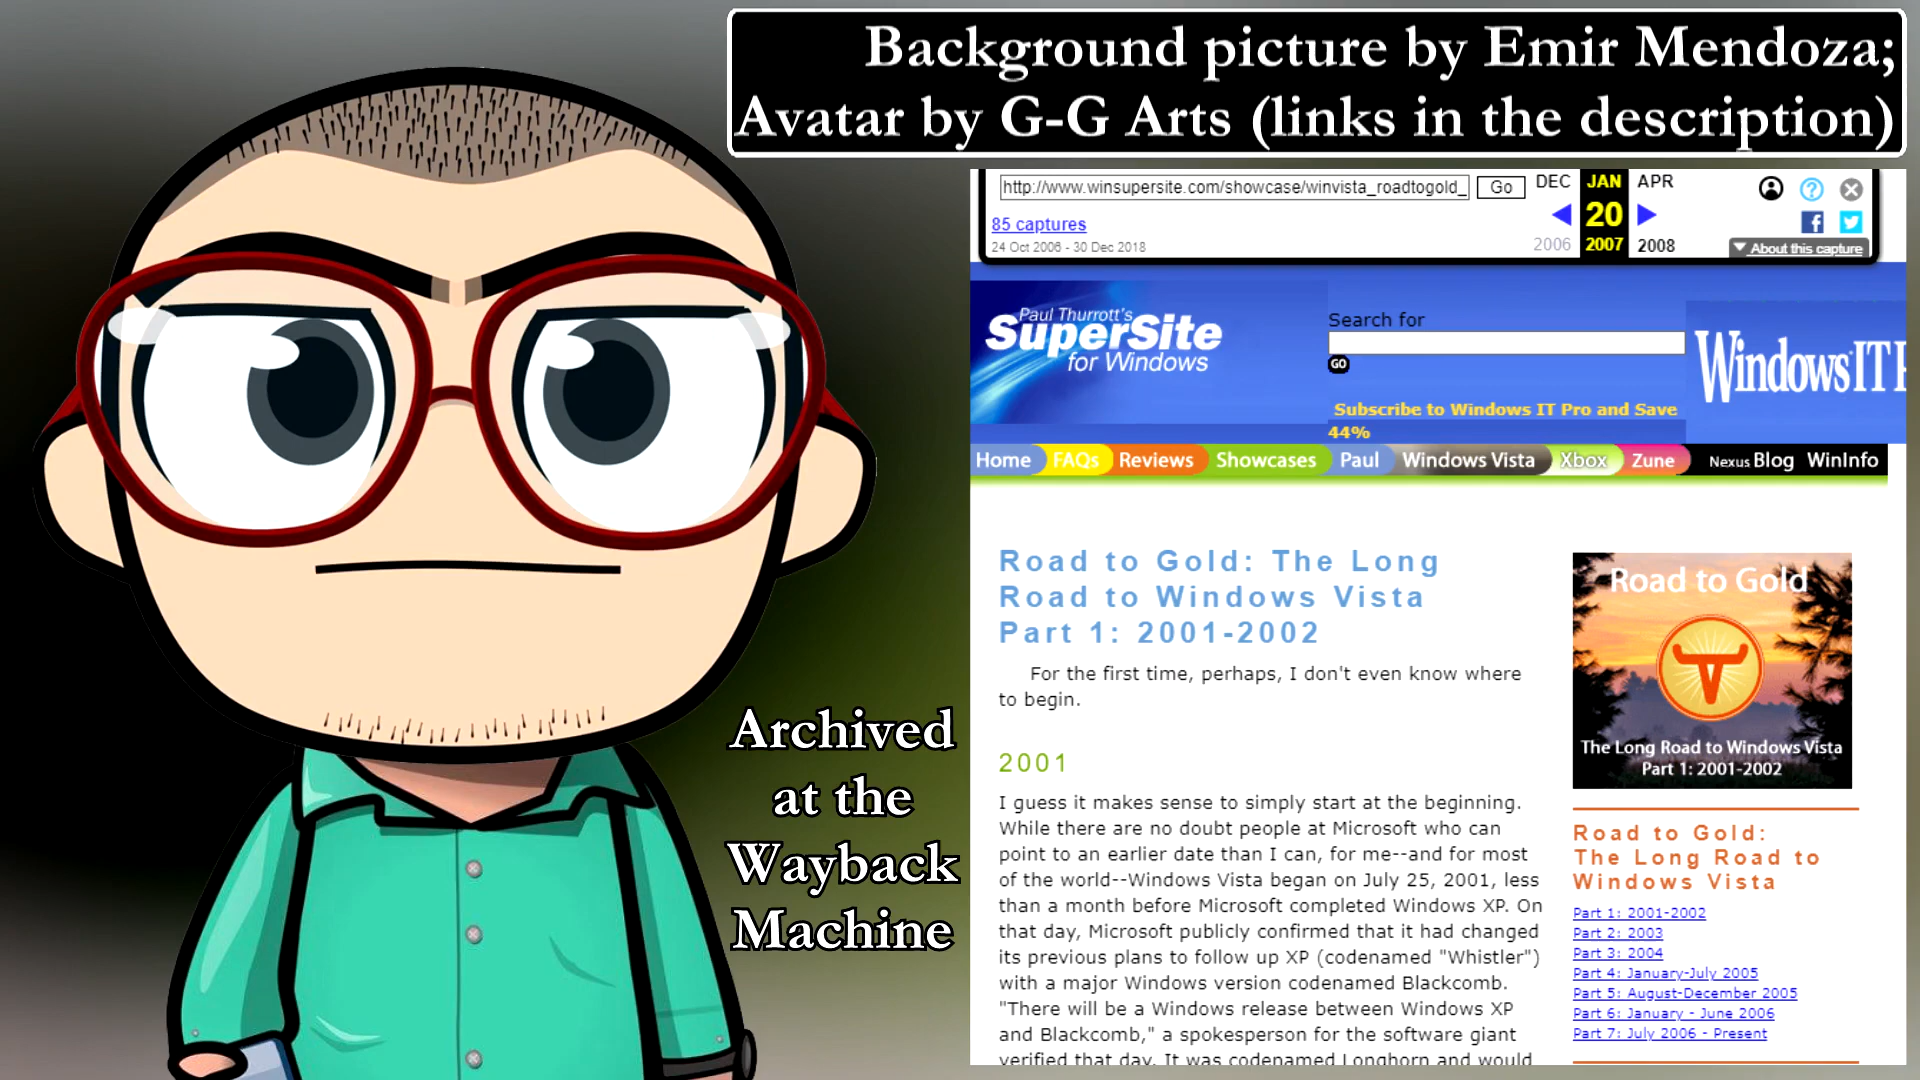 Background picture by Emir Mendoza;
Avatar by G-G Arts (links in the description)
http://www.winsupersite.com/showcase/winvista_roadtogold_
Go
DEC JAN APR
85 captures
20
24 Oct 2006 - 30 Dec 2018
2006 2007 2008
About this capture
Paul Thurrott's
SuperSite
for Windows
Search for
GO
Subscribe to Windows IT Pro and Save
44%
Windows IT P
Home FAQs Reviews Showcases Paul Windows Vista Xbox Zune Nexus Blog WinInfo
Road to Gold: The Long
Road to Windows Vista
Part 1: 2001-2002
For the first time, perhaps, I don't even know where
to begin.
2001
I guess it makes sense to simply start at the beginning.
While there are no doubt people at Microsoft who can
point to an earlier date than I can, for me--and for most
of the world--Windows Vista began on July 25, 2001, less
than a month before Microsoft completed Windows XP. On
that day, Microsoft publicly confirmed that it had changed
its previous plans to follow up XP (codenamed "Whistler")
with a major Windows version codenamed Blackcomb.
"There will be a Windows release between Windows XP
and Blackcomb," a spokesperson for the software giant
verified that day. It was codenamed Longhorn and would
Road to Gold
The Long Road to Windows Vista
Part 1: 2001-2002
Road to Gold:
The Long Road to
Windows Vista
Part 1: 2001-2002
Part 2: 2003
Part 3: 2004
Part 4: January-July 2005
Part 5: August-December 2005
Part 6: January - June 2006
Part 7: July 2006 - Present
Archived
at the
Wayback
Machine